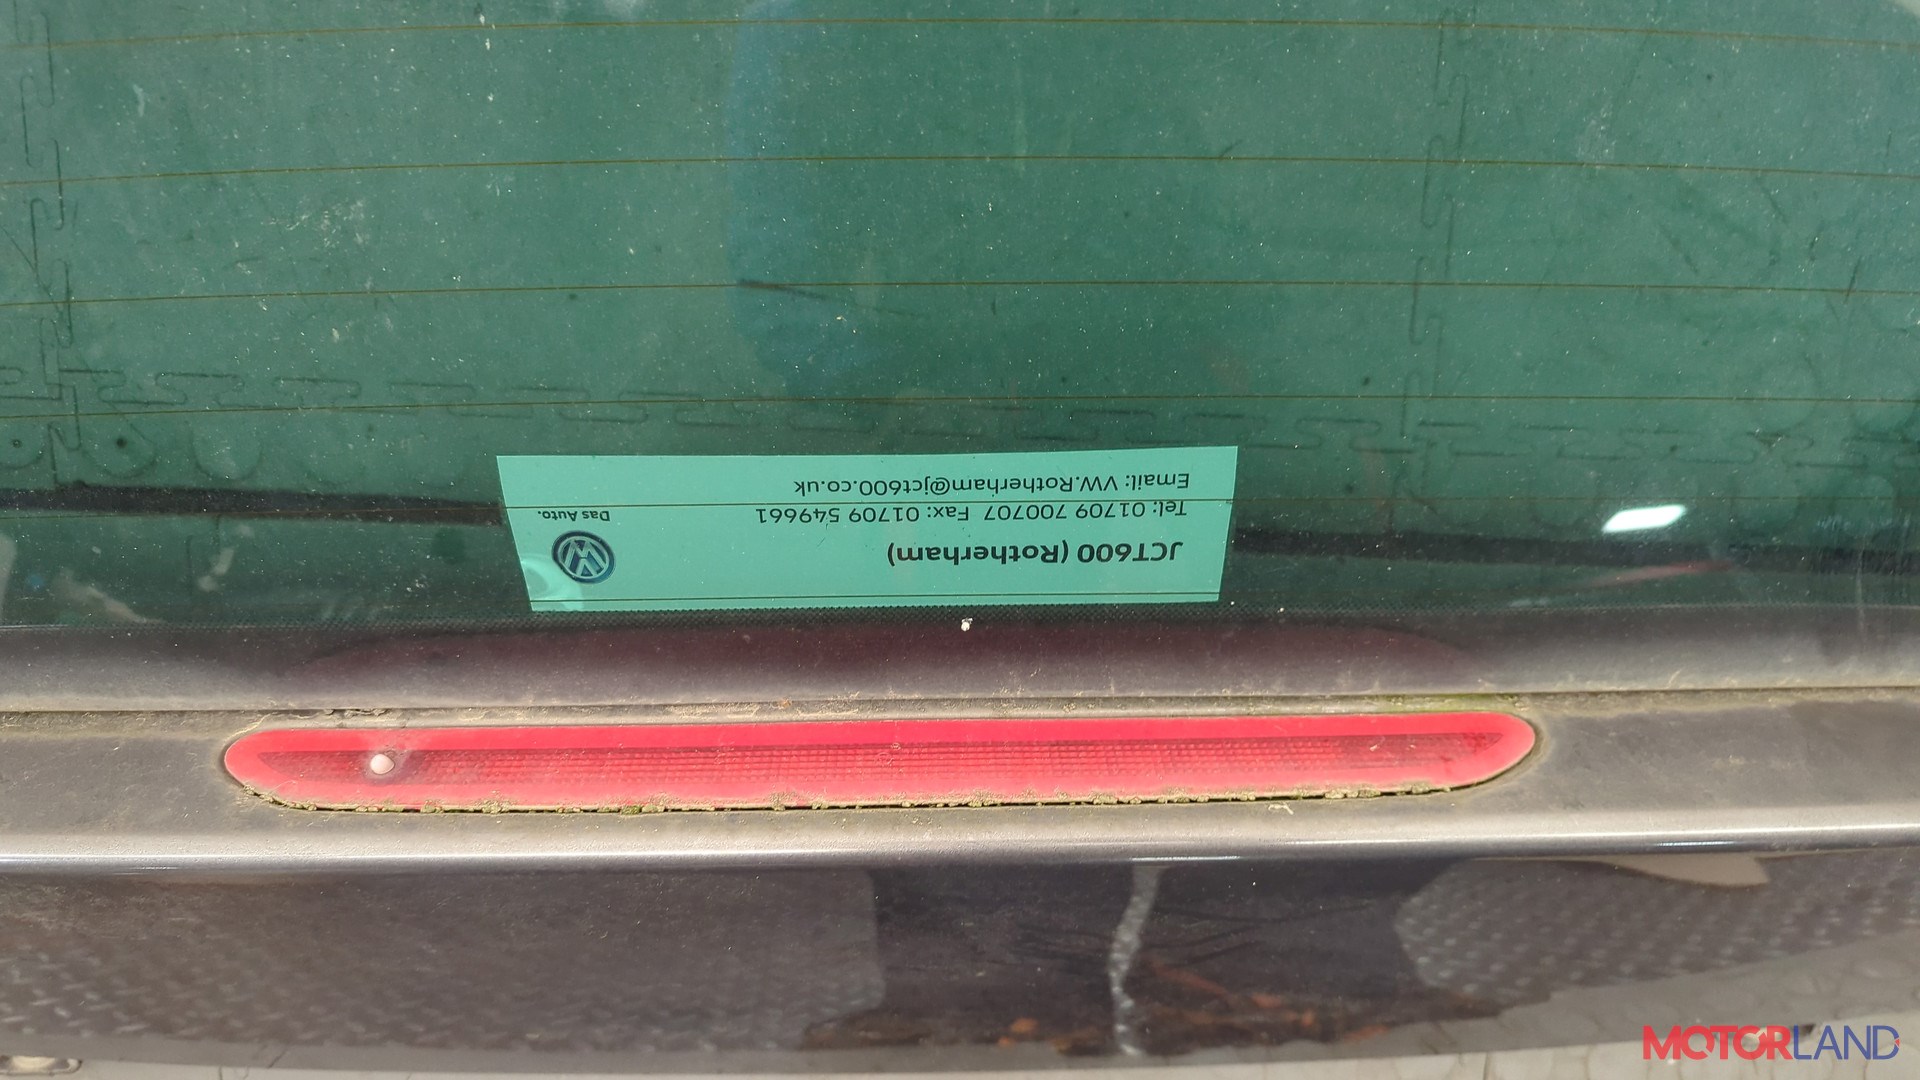 JCT600 (Rotherham)
Tel: 01709 700707 Fax: 01709 549661
Email: VW.Rotherham@jct600.co.uk
Das Auto.
MOTORLAND